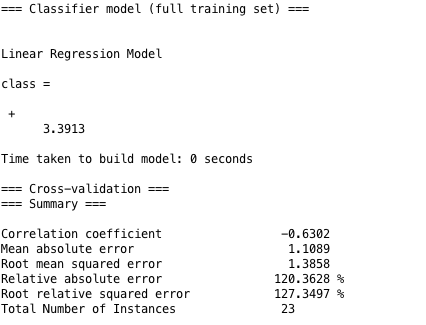 === Classifier model (full training set) ===
Linear Regression Model
class =
+
3.3913
Time taken to build model: 0 seconds
=== Cross-validation ===
=== Summary ===
Correlation coefficient -0.6302
Mean absolute error 1.1089
Root mean squared error 1.3858
Relative absolute error 120.3628 %
Root relative squared error 127.3497 %
Total Number of Instances 23